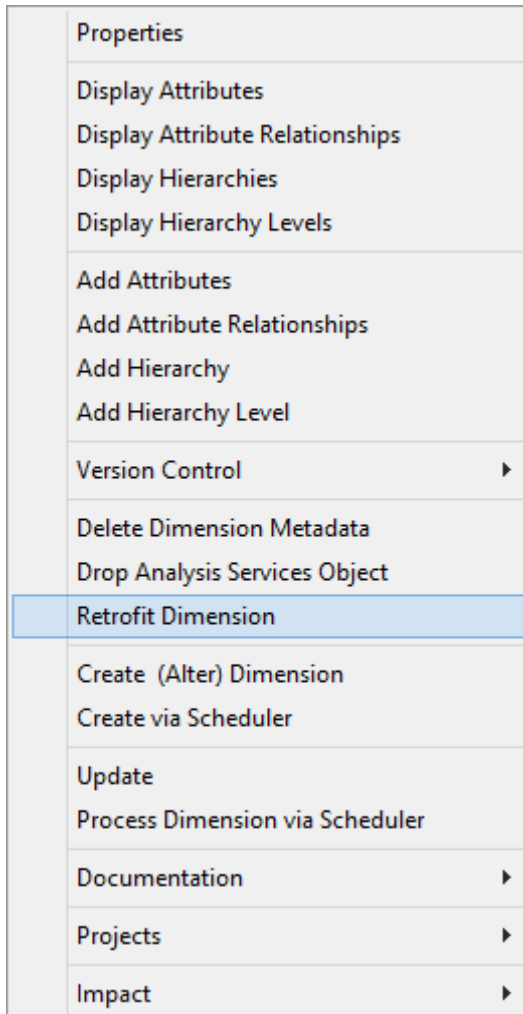 Properties
Display Attributes
Display Attribute Relationships
Display Hierarchies
Display Hierarchy Levels
Add Attributes
Add Attribute Relationships
Add Hierarchy
Add Hierarchy Level
Version Control
Delete Dimension Metadata
Drop Analysis Services Object
Retrofit Dimension
Create  (Alter) Dimension
Create via Scheduler
Update
Process Dimension via Scheduler
Documentation
Projects
Impact